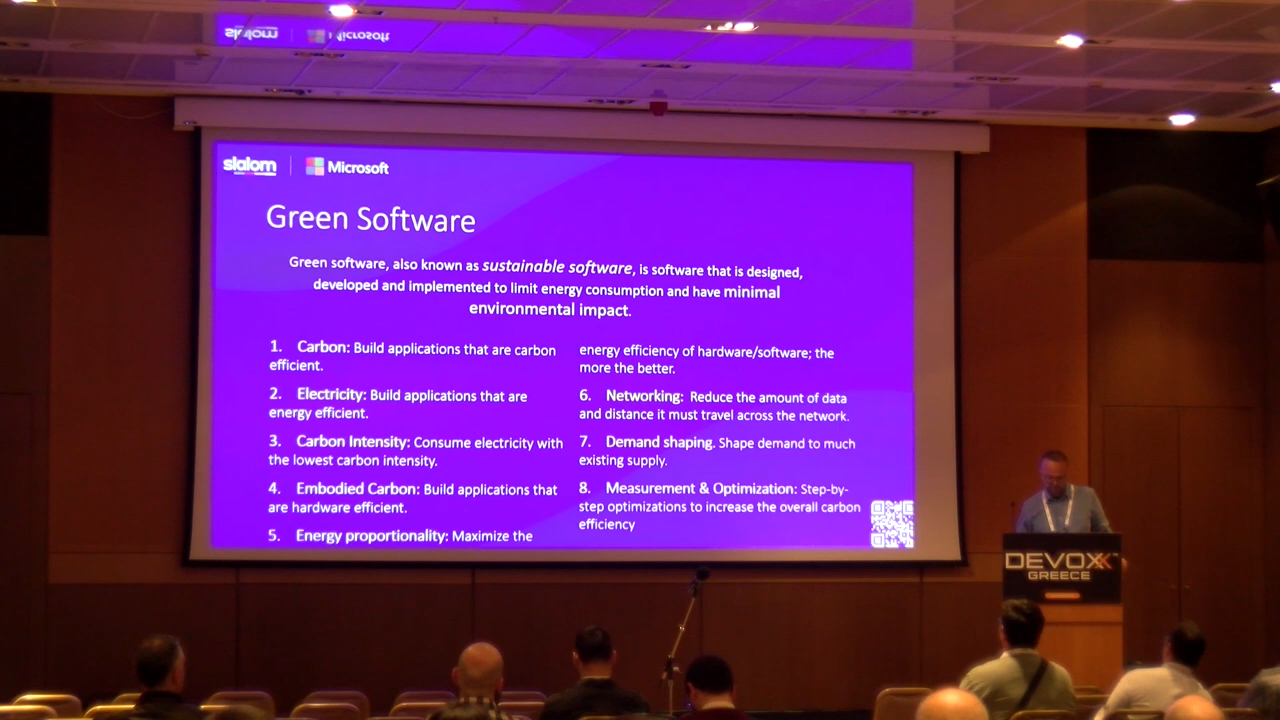 slalom | Microsoft
slalom | Microsoft
Green Software
Green software, also known as sustainable software, is software that is designed,
developed and implemented to limit energy consumption and have minimal
environmental impact.
1. Carbon: Build applications that are carbon
efficient.
2. Electricity: Build applications that are
energy efficient.
3. Carbon Intensity: Consume electricity with
the lowest carbon intensity.
4. Embodied Carbon: Build applications that
are hardware efficient.
5. Energy proportionality: Maximize the
energy efficiency of hardware/software; the
more the better.
6. Networking: Reduce the amount of data
and distance it must travel across the network.
7. Demand shaping. Shape demand to much
existing supply.
8. Measurement & Optimization: Step-by-
step optimizations to increase the overall carbon
efficiency
DEVOXX™
GREECE